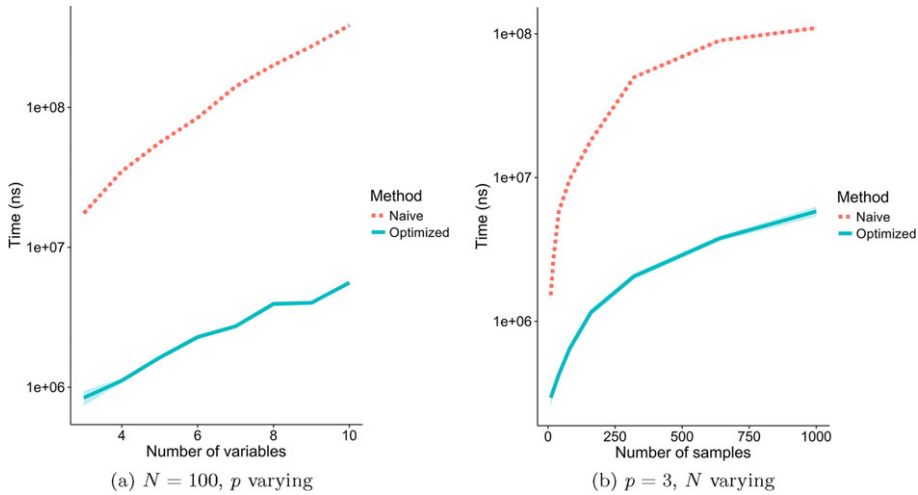 Time (ns)
1e+08
1e+07
1e+06
4
6
8
10
Number of variables
Method
Naive
Optimized
(a) N = 100, p varying
Time (ns)
1e+08
1e+07
1e+06
0
250
500
750
1000
Number of samples
Method
Naive
Optimized
(b) p = 3, N varying